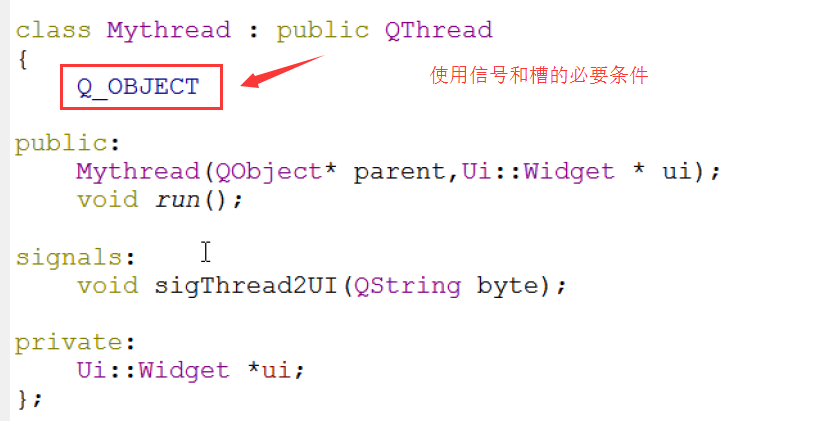 class Mythread : public QThread
{
Q_OBJECT
使用信号和槽的必要条件
public:
Mythread(QObject* parent,Ui::Widget * ui);
void run();
signals:
void sigThread2UI(QString byte);
private:
Ui::Widget *ui;
};